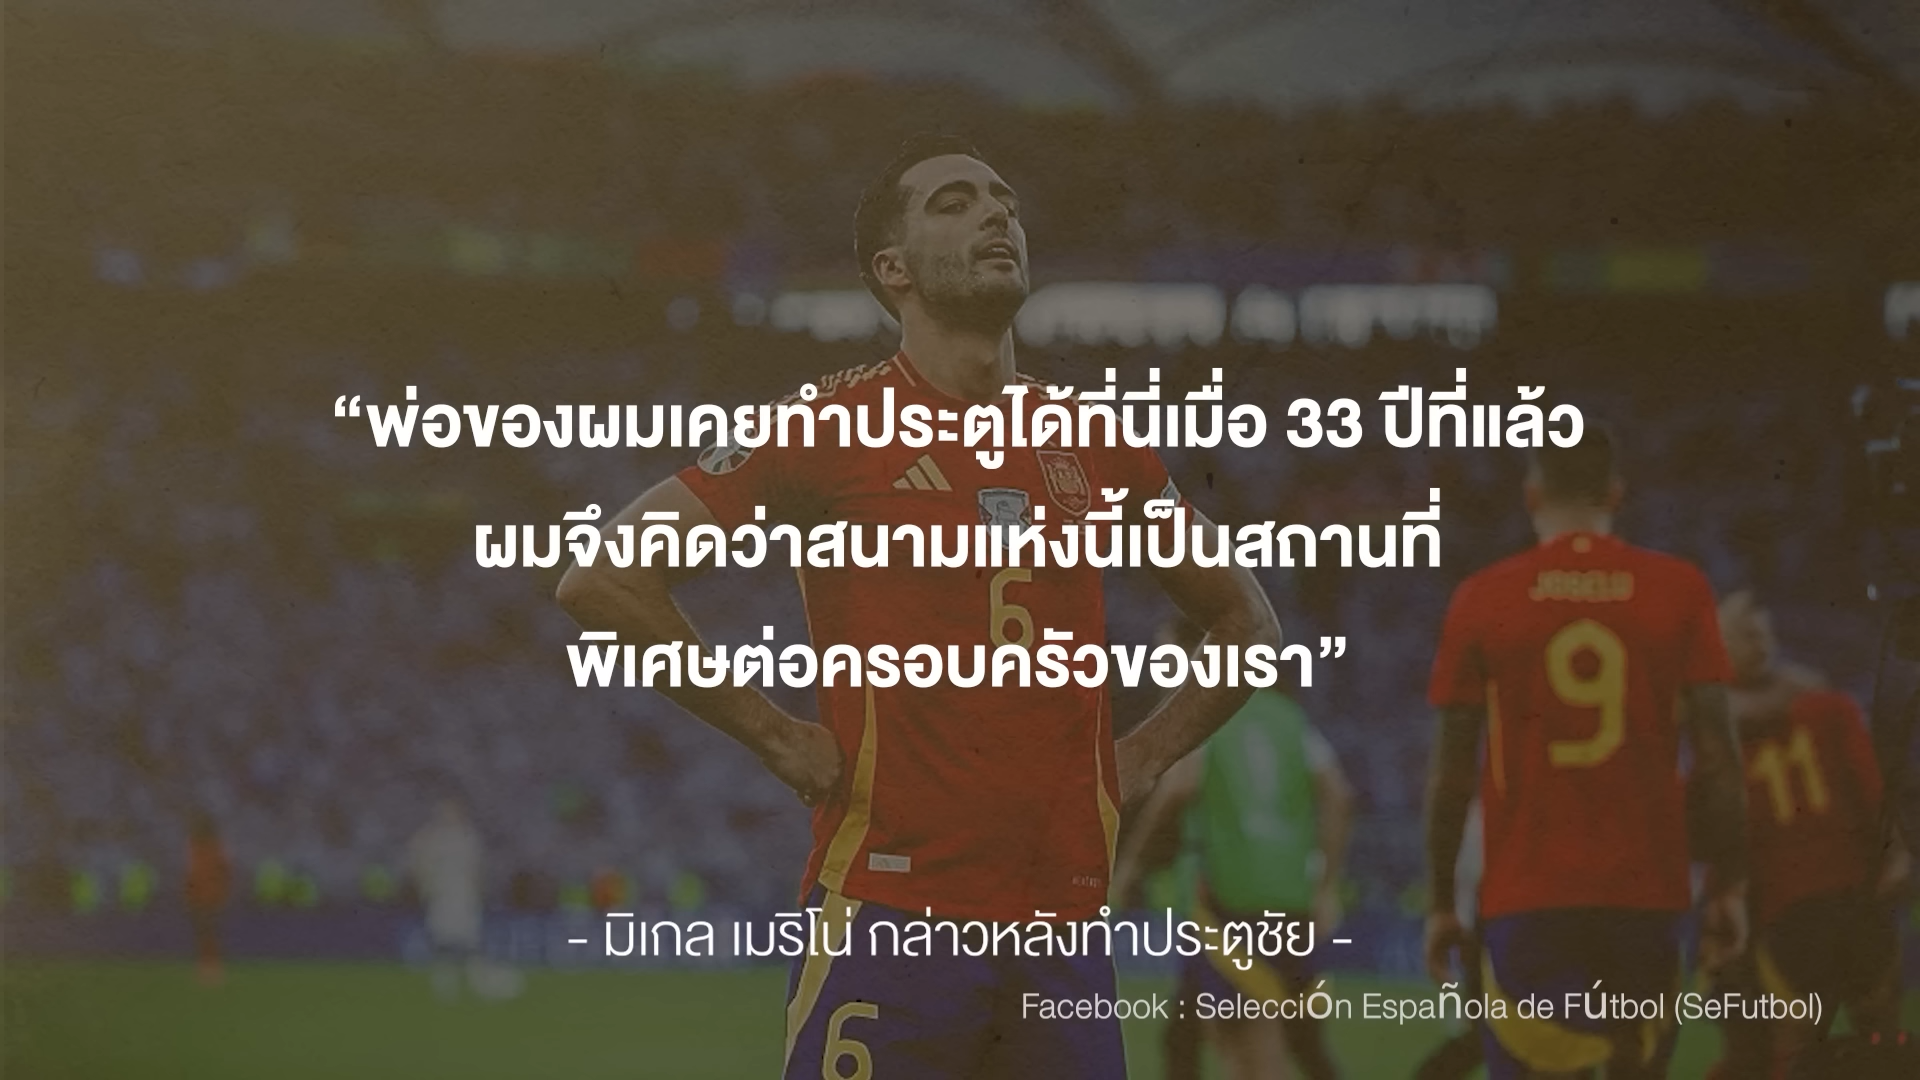 “พ่อของผมเคยทำประตูได้ที่นี่เมื่อ 33 ปีที่แล้ว
ผมจึงคิดว่าสนามแห่งนี้เป็นสถานที่
พิเศษต่อครอบครัวของเรา”
6
JOSELU
9
11
- มิเกล เมริโน่ กล่าวหลังทำประตูชัย -
Facebook : Selección Española de Fútbol (SeFutbol)
6